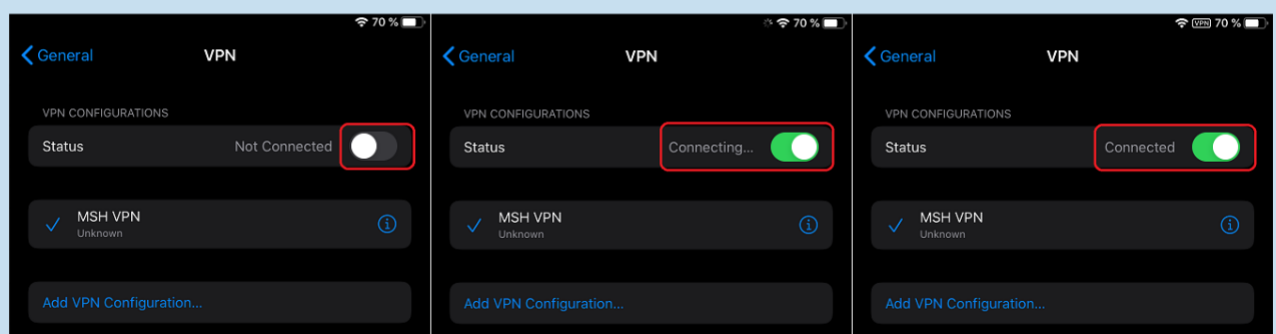 70 %
General
VPN
VPN CONFIGURATIONS
Status Not Connected
MSH VPN
Unknown
Add VPN Configuration...
70 %
General
VPN
VPN CONFIGURATIONS
Status Connecting...
MSH VPN
Unknown
Add VPN Configuration...
VPN 70 %
General
VPN
VPN CONFIGURATIONS
Status Connected
MSH VPN
Unknown
Add VPN Configuration...